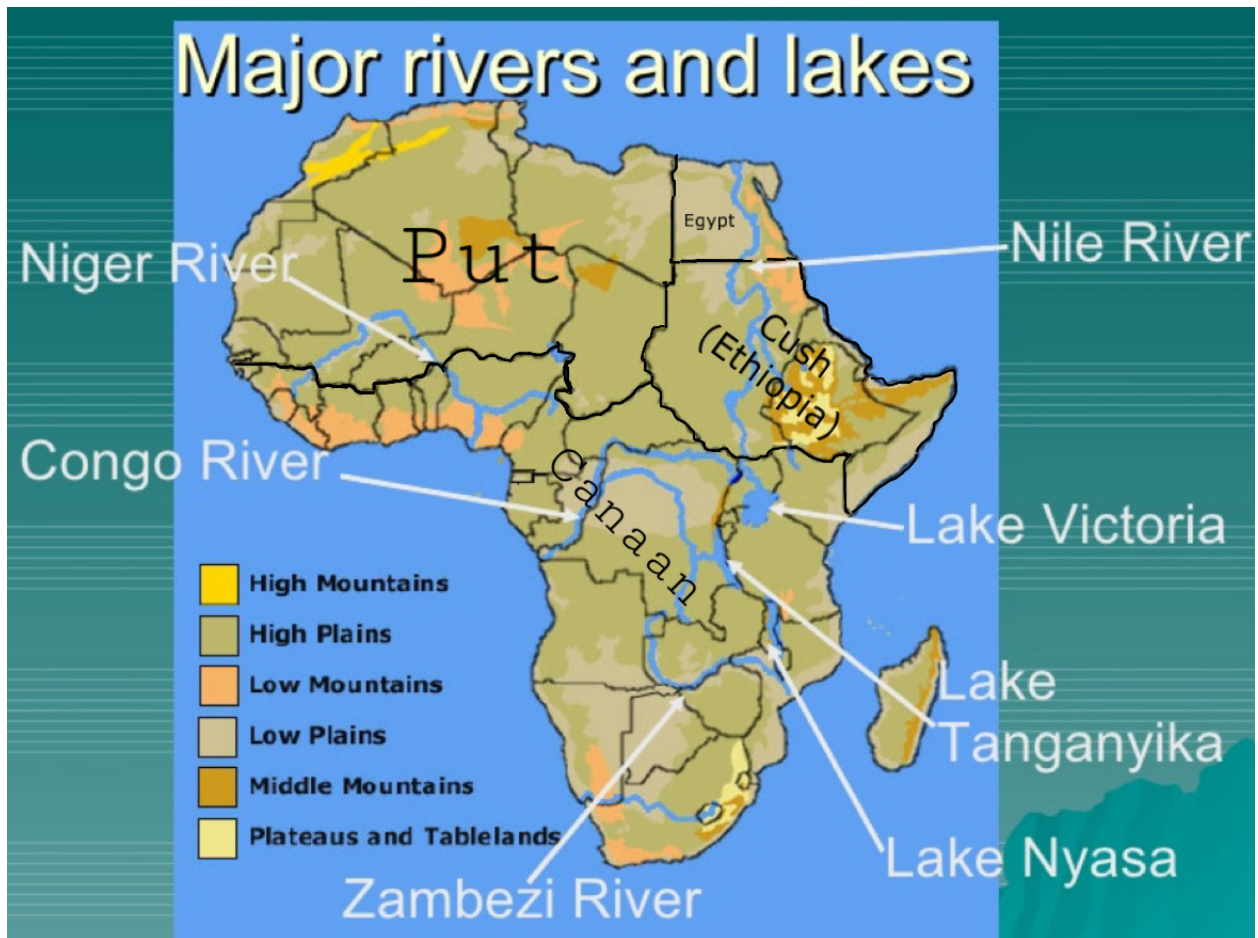 Major rivers and lakes
Egypt
Put
Niger River
Nile River
Cush
(Ethiopia)
Congo River
Canaan
Lake Victoria
High Mountains
High Plains
Low Mountains
Low Plains
Middle Mountains
Plateaus and Tablelands
Lake
Tanganyika
Lake Nyasa
Zambezi River